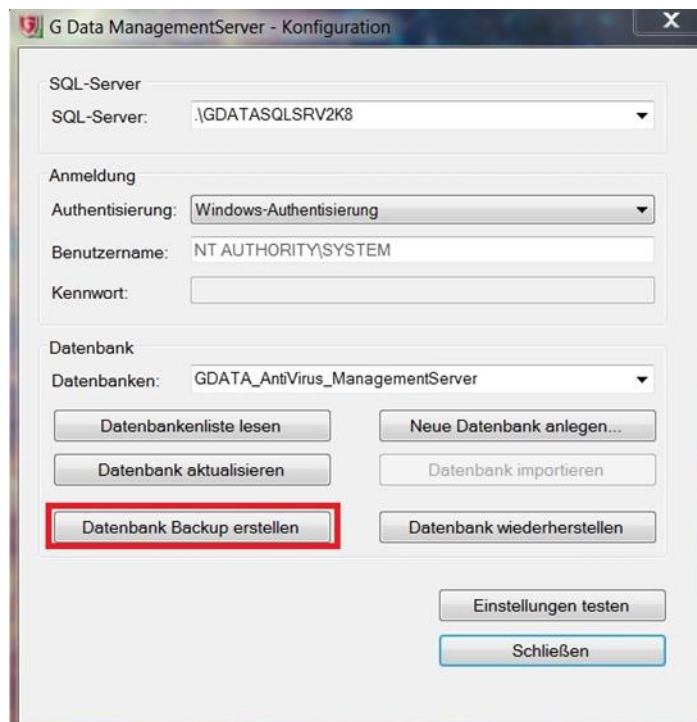 G Data ManagementServer - Konfiguration
X
SQL-Server
SQL-Server: .\GDATASQLSRV2K8
Anmeldung
Authentisierung: Windows-Authentisierung
Benutzername: NT AUTHORITY\SYSTEM
Kennwort:
Datenbank
Datenbanken: GDATA_AntiVirus_ManagementServer
Datenbankenliste lesen Neue Datenbank anlegen...
Datenbank aktualisieren Datenbank importieren
Datenbank Backup erstellen Datenbank wiederherstellen
Einstellungen testen
Schließen